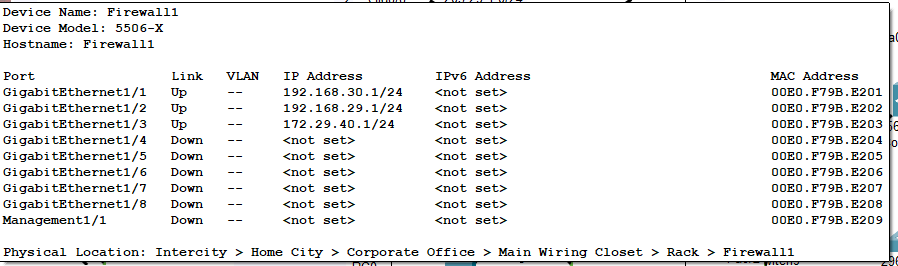 Device Name: Firewall1
Device Model: 5506-X
Hostname: Firewall1
Port Link VLAN IP Address IPv6 Address MAC Address
GigabitEthernet1/1 Up -- 192.168.30.1/24 <not set> 00E0.F79B.E201
GigabitEthernet1/2 Up -- 192.168.29.1/24 <not set> 00E0.F79B.E202
GigabitEthernet1/3 Up -- 172.29.40.1/24 <not set> 00E0.F79B.E203
GigabitEthernet1/4 Down -- <not set> <not set> 00E0.F79B.E204
GigabitEthernet1/5 Down -- <not set> <not set> 00E0.F79B.E205
GigabitEthernet1/6 Down -- <not set> <not set> 00E0.F79B.E206
GigabitEthernet1/7 Down -- <not set> <not set> 00E0.F79B.E207
GigabitEthernet1/8 Down -- <not set> <not set> 00E0.F79B.E208
Management1/1 Down -- <not set> <not set> 00E0.F79B.E209
Physical Location: Intercity > Home City > Corporate Office > Main Wiring Closet > Rack > Firewall1